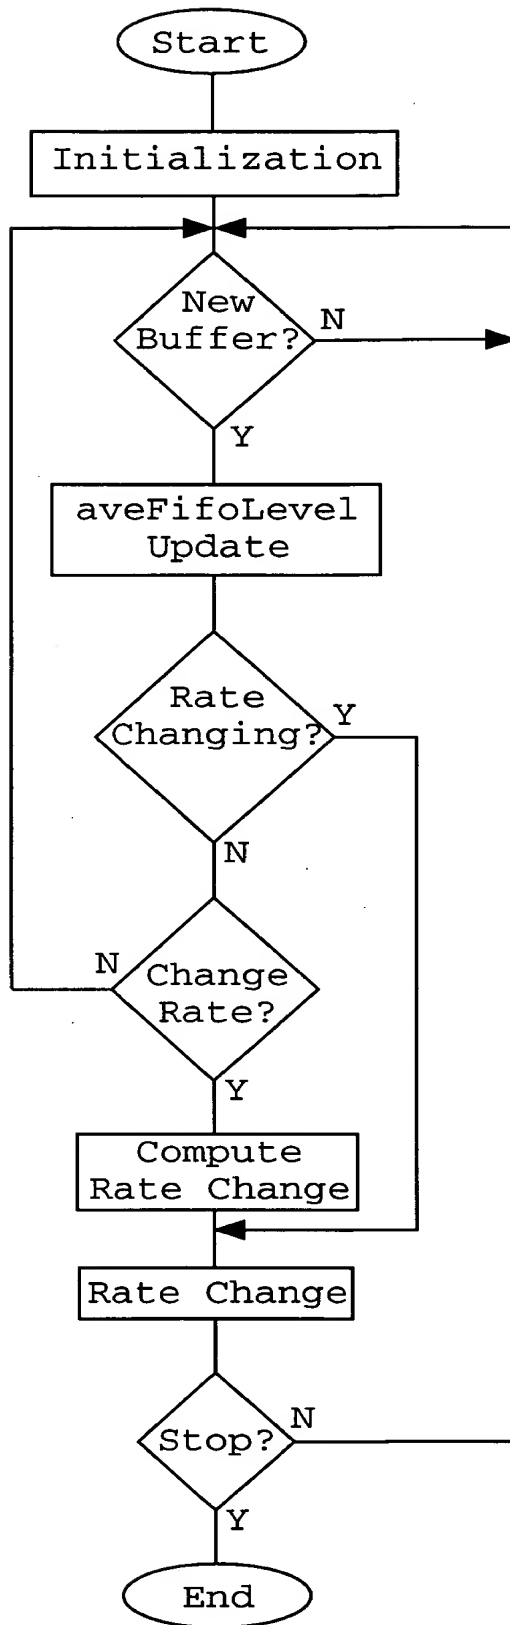 Start
Initialization
New
Buffer?
N
Y
aveFifoLevel
Update
Rate
Changing?
Y
N
N
Change
Rate?
Y
Compute
Rate Change
Rate Change
Stop?
N
Y
End